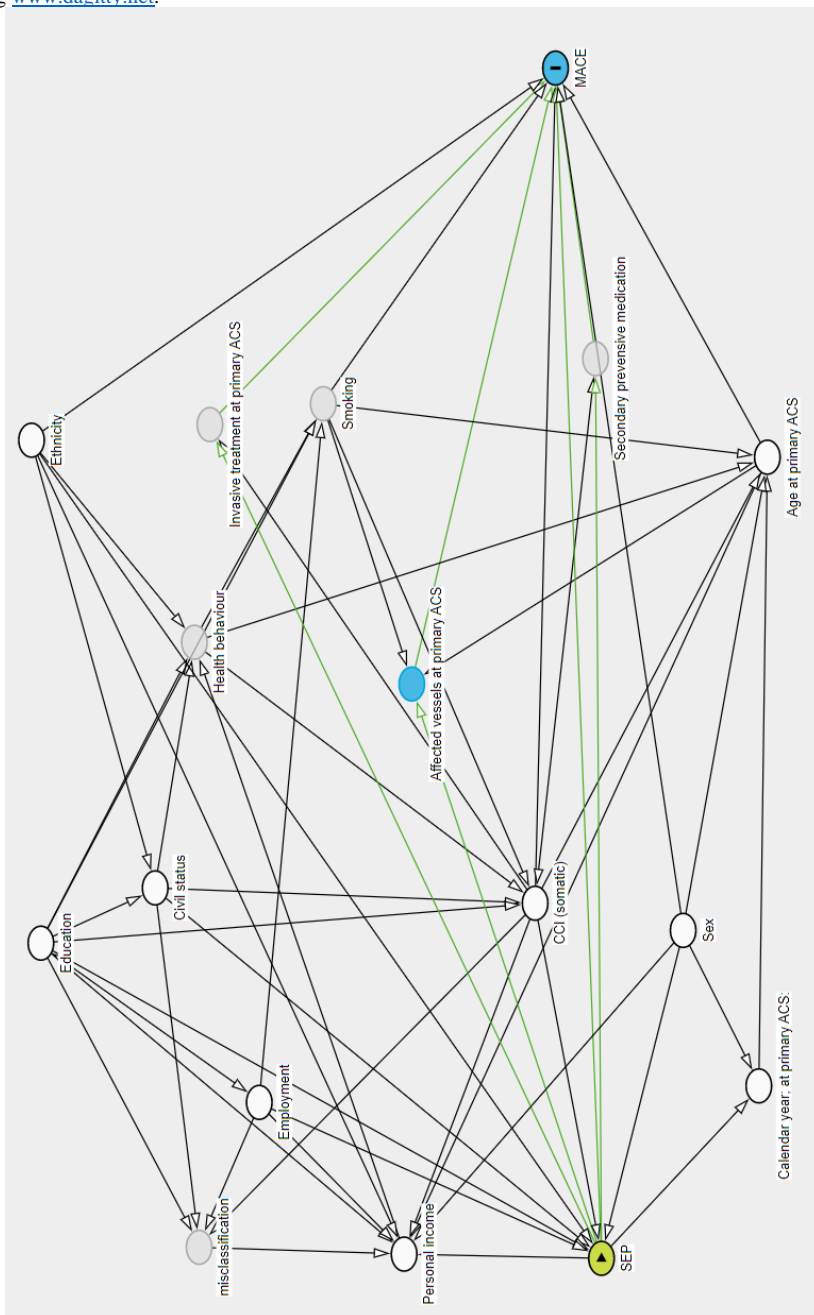 g www.dagitty.net.
MACE
Ethnicity
Invasive treatment at primary ACS
Smoking
Secondary prevensive medication
Age at primary ACS
Health behaviour
Affected vessels at primary ACS
Education
Civil status
CCI (somatic)
Sex
Employment
Calendar year; at primary ACS:
misclassification
Personal income
SEP